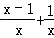 x − 1/x + 1/x